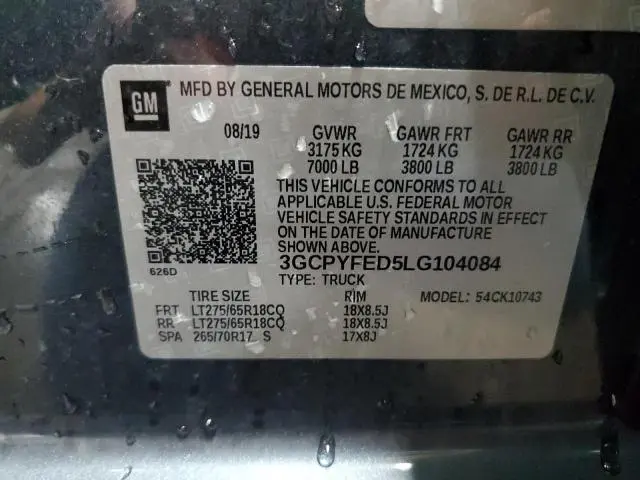 GM
MFD BY GENERAL MOTORS DE MEXICO, S. DE R.L. DE C.V.
08/19 GVWR GAWR FRT GAWR RR
3175 KG 1724 KG 1724 KG
7000 LB 3800 LB 3800 LB
THIS VEHICLE CONFORMS TO ALL
APPLICABLE U.S. FEDERAL MOTOR
VEHICLE SAFETY STANDARDS IN EFFECT
ON THE DATE OF MANUFACTURE
SHOWN ABOVE.
626D
3GCPYFED5LG104084
TYPE: TRUCK
TIRE SIZE RIM MODEL: 54CK10743
FRT LT275/65R18CQ 18X8.5J
RR LT275/65R18CQ 18X8.5J
SPA 265/70R17 S 17X8J